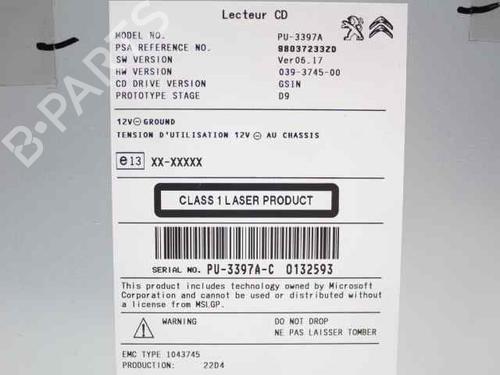 Lecteur CD
MODEL NO. PU-3397A
PSA REFERENCE NO. 98037233ZD
SW VERSION Ver06.17
HW VERSION 039-3745-00
CD DRIVE VERSION GSIN
PROTOTYPE STAGE D9
12V⊖GROUND
TENSION D'UTILISATION 12V ⊖ AU CHASSIS
e13 XX-XXXXX
CLASS 1 LASER PRODUCT
SERIAL NO. PU-3397A-C 0132593
This product includes technology owned by Microsoft
Corporation and cannot be used or distributed without
a license from MSLGP.
WARNING DO NOT DROP
NE PAS LAISSER TOMBER
EMC TYPE 1043745
PRODUCTION: 22D4
B-PARTS